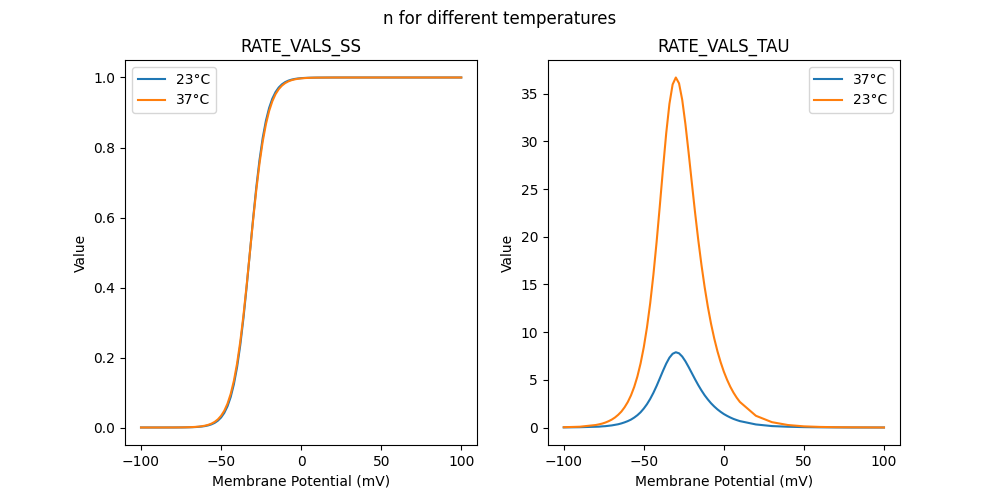 n for different temperatures
RATE_VALS_SS
23°C
37°C
1.0
0.8
0.6
0.4
0.2
0.0
Value
−100
−50
0
50
100
Membrane Potential (mV)
RATE_VALS_TAU
37°C
23°C
35
30
25
20
15
10
5
0
Value
−100
−50
0
50
100
Membrane Potential (mV)